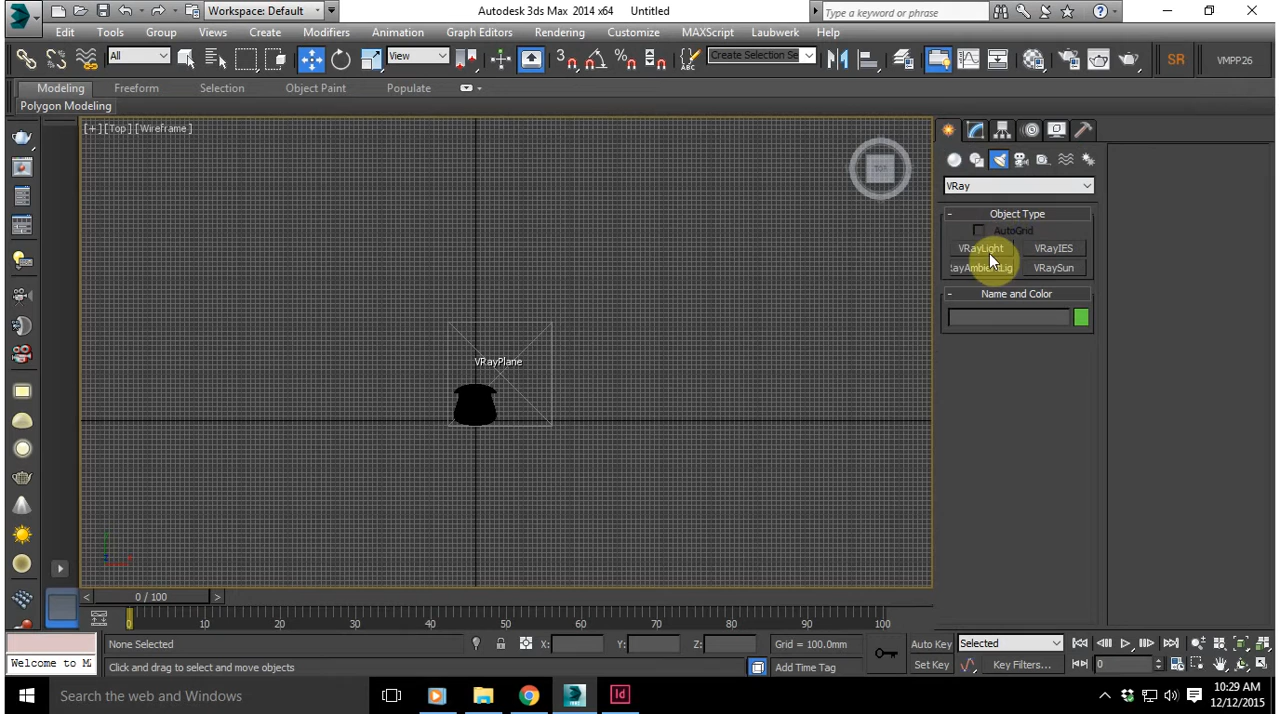 Workspace: Default
Autodesk 3ds Max 2014 x64 Untitled
Type a keyword or phrase
Edit Tools Group Views Create Modifiers Animation Graph Editors Rendering Customize MAXScript Laubwerk Help
All
View
3
Create Selection Se
SR
VMPP26
Modeling Freeform Selection Object Paint Populate
Polygon Modeling
[+] [Top] [Wireframe]
TOP
VRay
Object Type
AutoGrid
VRayLight VRayIES
RayAmbientLig VRaySun
Name and Color
VRayPlane
0 / 100
0 10 20 30 40 50 60 70 80 90 100
None Selected
X: Y: Z:
Grid = 100.0mm
Auto Key
Selected
Welcome to M
Click and drag to select and move objects
Add Time Tag
Set Key
Key Filters...
0
Search the web and Windows
10:29 AM
12/12/2015